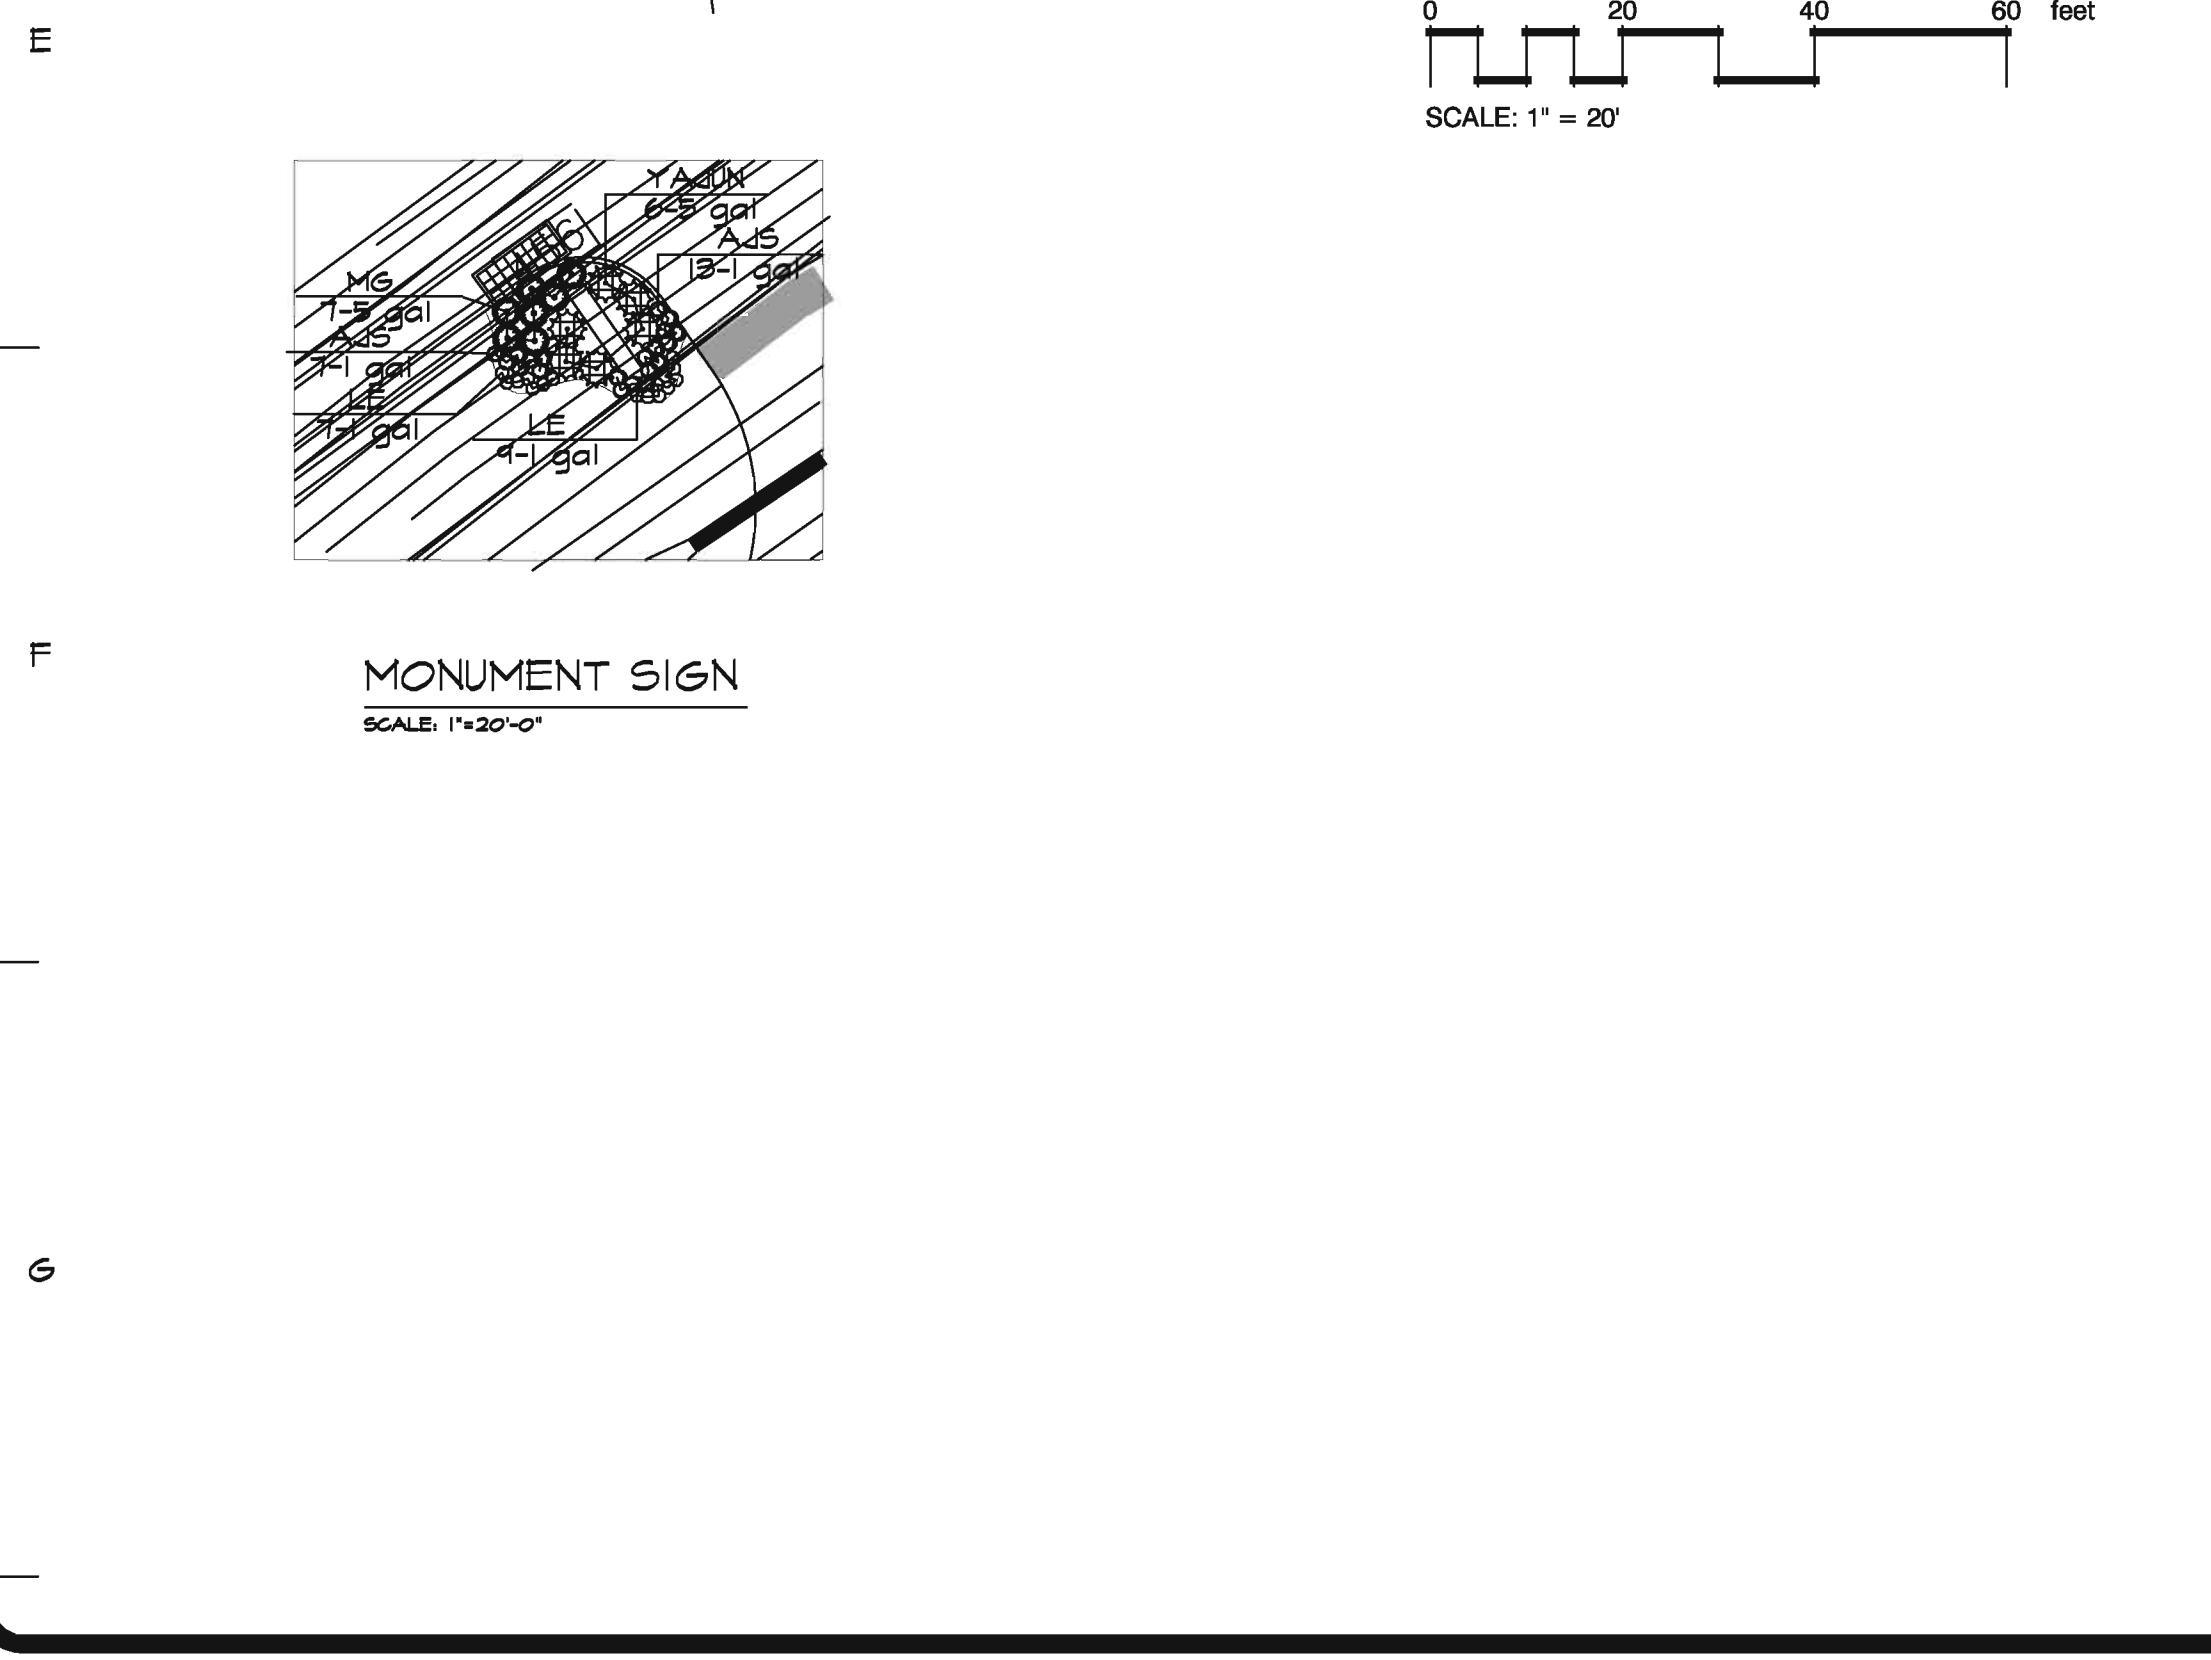 E
0 20 40 60 feet
SCALE: 1" = 20'
YAJUN
6-5 gal
AJS
13-1 gal
MG
7-5 gal
AJS
7-1 gal
LE
7-1 gal
LE
9-1 gal
F
MONUMENT SIGN
SCALE: 1"=20'-0"
G